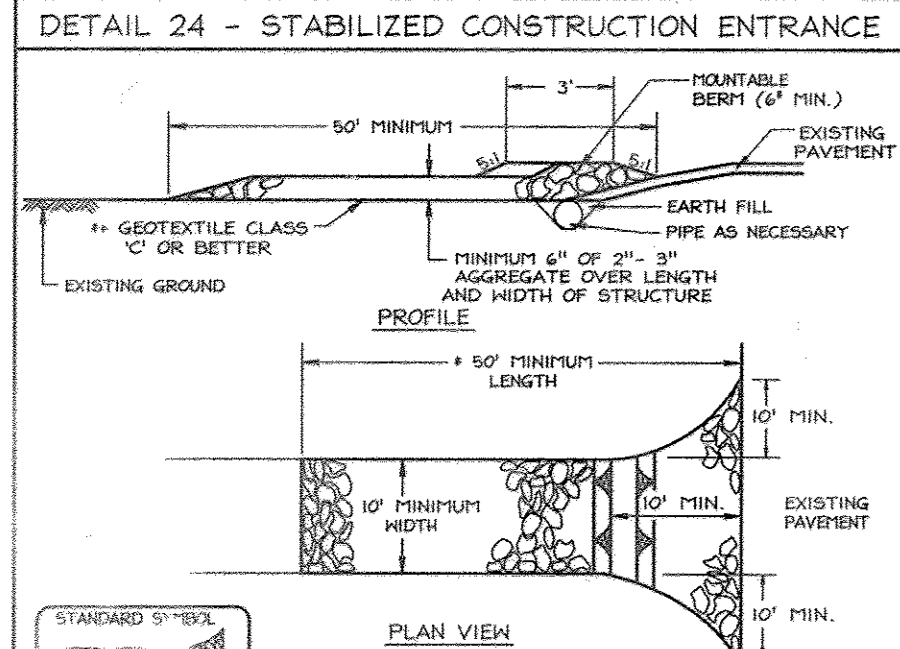 DETAIL 24 - STABILIZED CONSTRUCTION ENTRANCE
3'
MOUNTABLE
BERM (6" MIN.)
50' MINIMUM
EXISTING
PAVEMENT
5:1
5:1
** GEOTEXTILE CLASS
'C' OR BETTER
EARTH FILL
PIPE AS NECESSARY
MINIMUM 6" OF 2"- 3"
AGGREGATE OVER LENGTH
AND WIDTH OF STRUCTURE
EXISTING GROUND
PROFILE
* 50' MINIMUM
LENGTH
10' MIN.
10' MINIMUM
WIDTH
10' MIN.
EXISTING
PAVEMENT
10' MIN.
STANDARD SYMBOL
PLAN VIEW